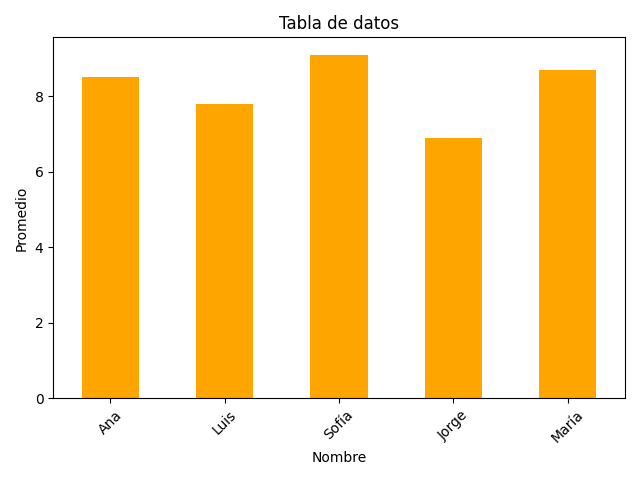 Tabla de datos
Promedio
8
6
4
2
0
Ana
Luis
Sofía
Jorge
María
Nombre